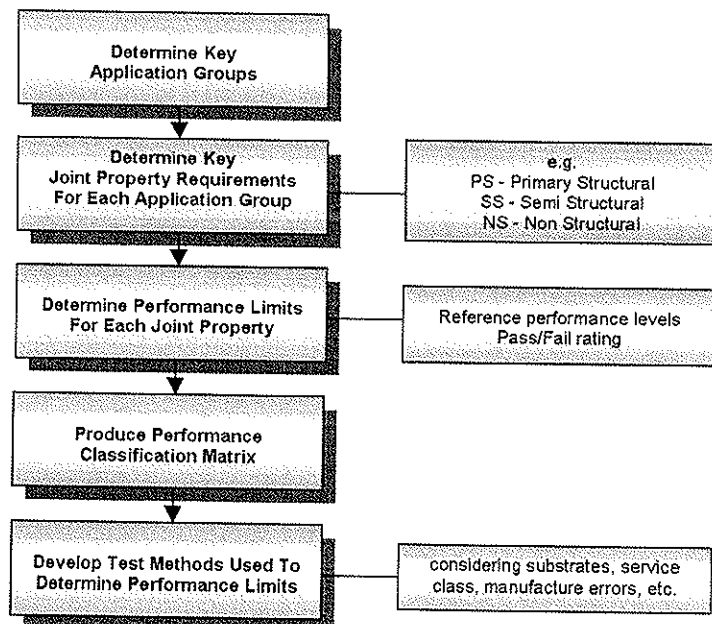 Determine Key
Application Groups
Determine Key
Joint Property Requirements
For Each Application Group
e.g.
PS - Primary Structural
SS - Semi Structural
NS - Non Structural
Determine Performance Limits
For Each Joint Property
Reference performance levels
Pass/Fail rating
Produce Performance
Classification Matrix
Develop Test Methods Used To
Determine Performance Limits
considering substrates, service
class, manufacture errors, etc.